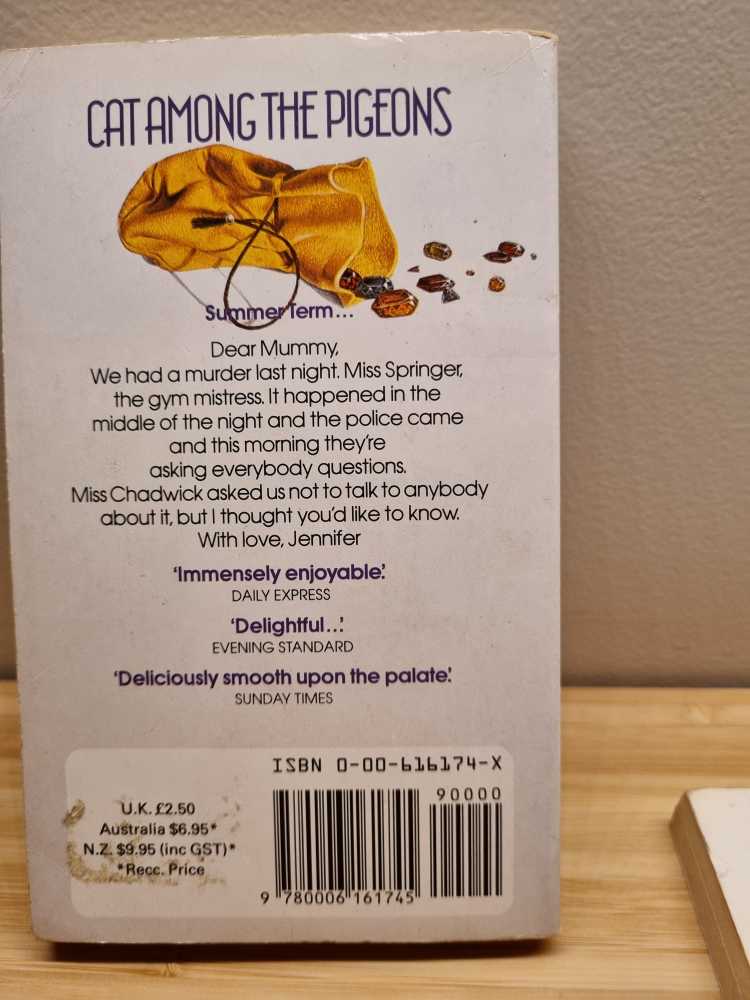 CAT AMONG THE PIGEONS
Summer Term...
Dear Mummy,
We had a murder last night. Miss Springer,
the gym mistress. It happened in the
middle of the night and the police came
and this morning they're
asking everybody questions.
Miss Chadwick asked us not to talk to anybody
about it, but I thought you'd like to know.
With love, Jennifer
'Immensely enjoyable.'
DAILY EXPRESS
'Delightful...'
EVENING STANDARD
'Deliciously smooth upon the palate.'
SUNDAY TIMES
ISBN 0-00-616174-X
90000
U.K. £2.50
Australia $6.95*
N.Z. $9.95 (inc GST)*
*Recc. Price
9 780006 161745